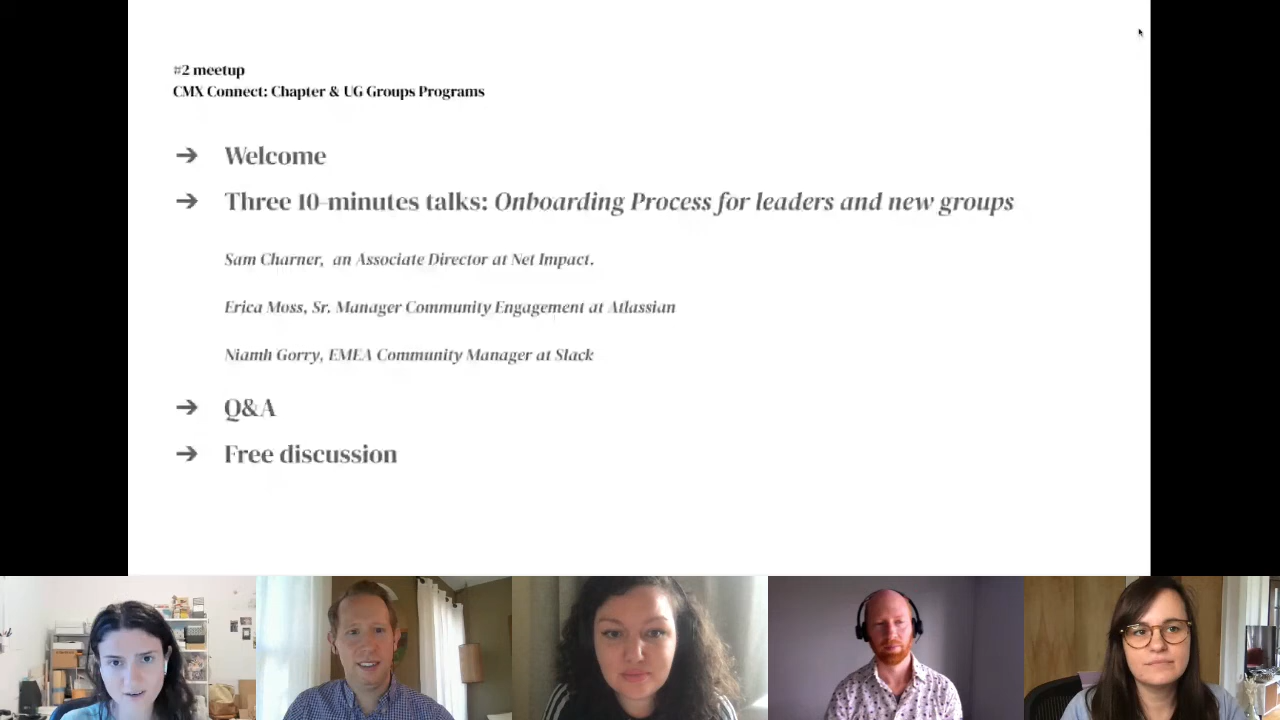 #2 meetup
CMX Connect: Chapter & UG Groups Programs
➔ Welcome
➔ Three 10-minutes talks: Onboarding Process for leaders and new groups
Sam Charner, an Associate Director at Net Impact.
Erica Moss, Sr. Manager Community Engagement at Atlassian
Niamh Gorry, EMEA Community Manager at Slack
➔ Q&A
➔ Free discussion